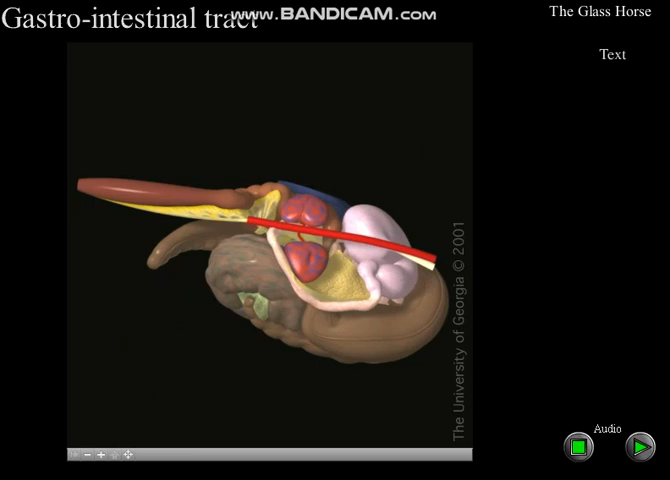 Gastro-intestinal tract
www.BANDICAM.com
The Glass Horse
Text
The University of Georgia © 2001
Audio